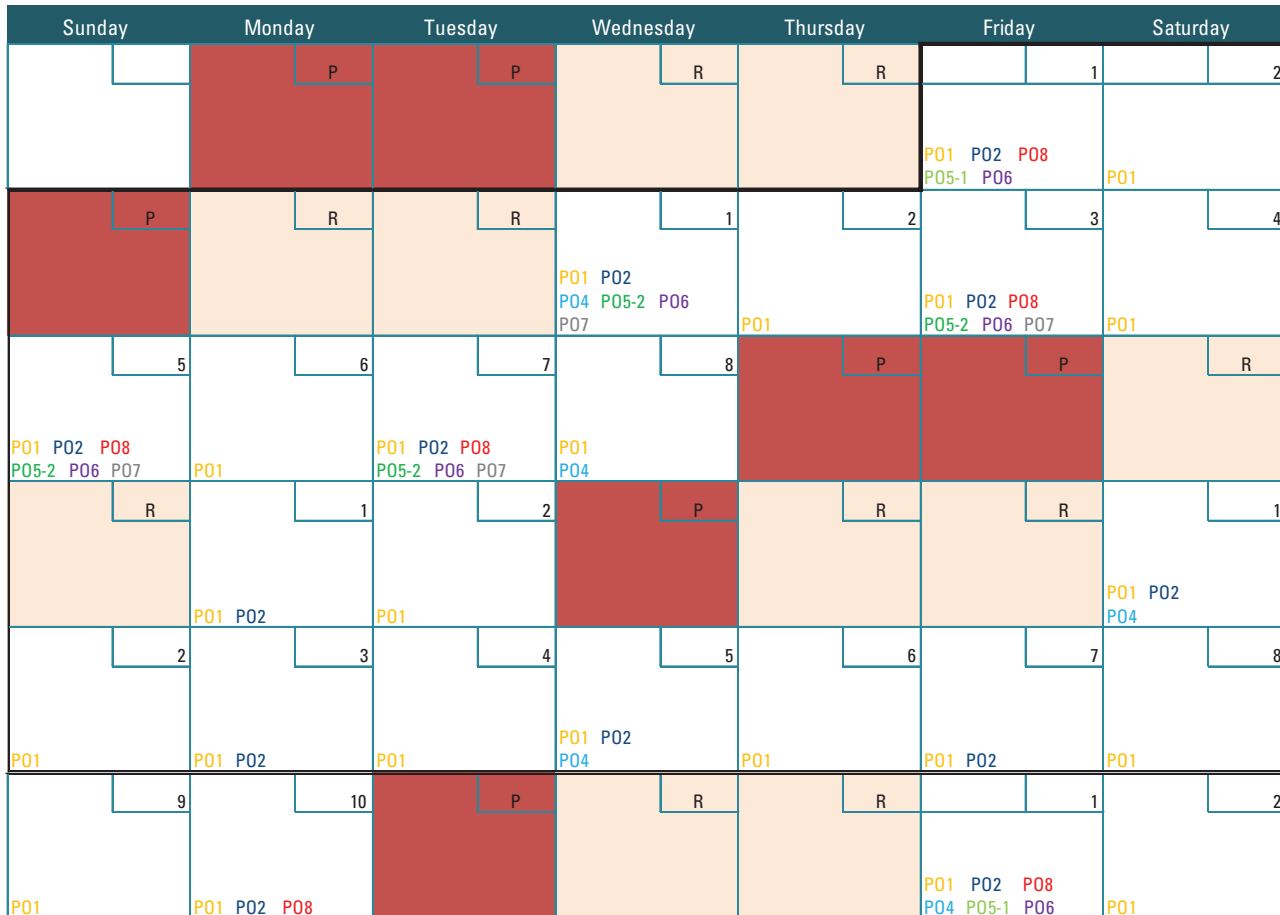 Sunday Monday Tuesday Wednesday Thursday Friday Saturday
P P R R 1 2
PO1 PO2 PO8
PO5-1 PO6 PO1
P R R 1 2 3 4
PO1 PO2
PO4 PO5-2 PO6 PO1 PO2 PO8
PO7 PO1 PO5-2 PO6 PO7 PO1
5 6 7 8 P P R
PO1 PO2 PO8 PO1 PO2 PO8 PO1
PO5-2 PO6 PO7 PO1 PO5-2 PO6 PO7 PO4
R 1 2 P R R 1
PO1 PO2
PO1 PO2 PO1 PO4
2 3 4 5 6 7 8
PO1 PO2
PO1 PO1 PO2 PO1 PO4 PO1 PO1 PO2 PO1
9 10 P R R 1 2
PO1 PO2 PO8
PO1 PO1 PO2 PO8 PO4 PO5-1 PO6 PO1